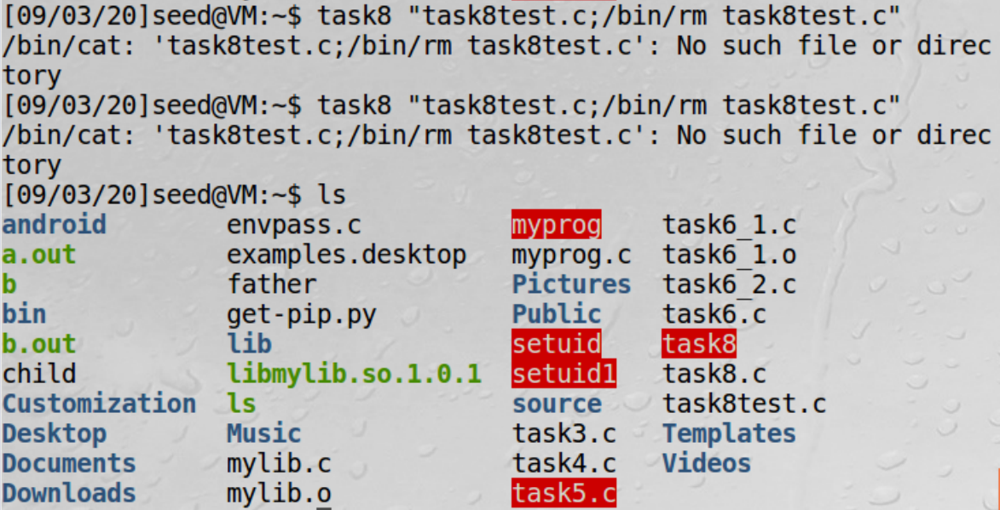 [09/03/20]seed@VM:~$ task8 "task8test.c;/bin/rm task8test.c"
/bin/cat: 'task8test.c;/bin/rm task8test.c': No such file or direc
tory
[09/03/20]seed@VM:~$ task8 "task8test.c;/bin/rm task8test.c"
/bin/cat: 'task8test.c;/bin/rm task8test.c': No such file or direc
tory
[09/03/20]seed@VM:~$ ls
android envpass.c myprog task6_1.c
a.out examples.desktop myprog.c task6_1.o
b father Pictures task6_2.c
bin get-pip.py Public task6.c
b.out lib setuid task8
child libmylib.so.1.0.1 setuid1 task8.c
Customization ls source task8test.c
Desktop Music task3.c Templates
Documents mylib.c task4.c Videos
Downloads mylib.o task5.c